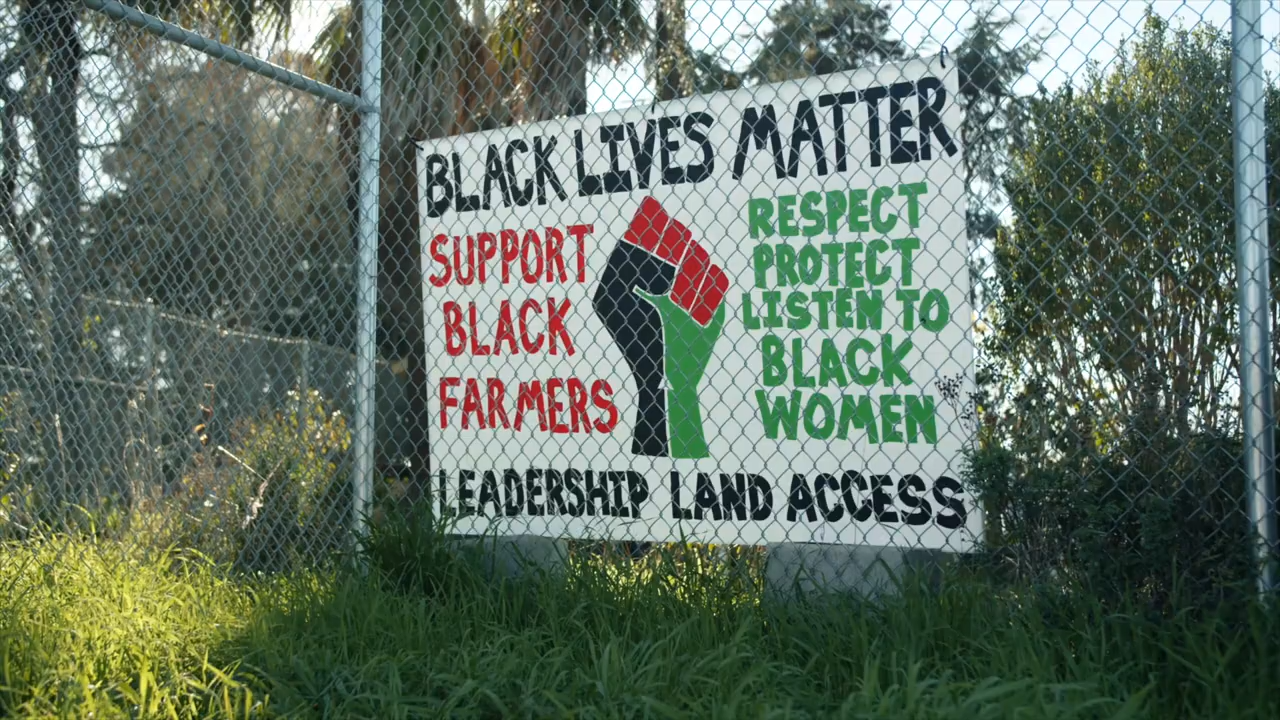 BLACK LIVES MATTER
SUPPORT
BLACK
FARMERS
RESPECT
PROTECT
LISTEN TO
BLACK
WOMEN
LEADERSHIP LAND ACCESS